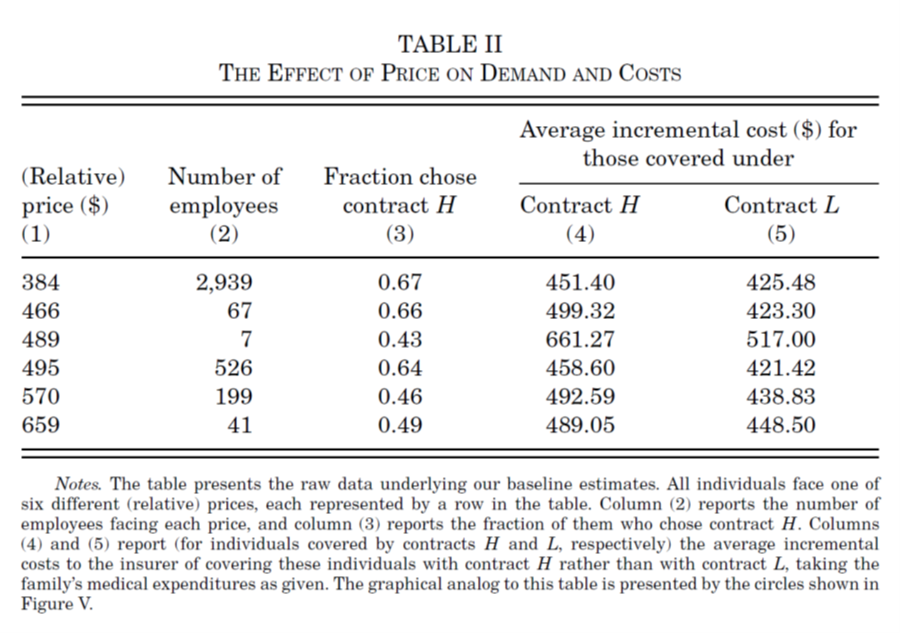 TABLE II
THE EFFECT OF PRICE ON DEMAND AND COSTS
Average incremental cost ($) for
those covered under
(Relative) Number of Fraction chose
price ($) employees contract H Contract H Contract L
(1) (2) (3) (4) (5)
384 2,939 0.67 451.40 425.48
466 67 0.66 499.32 423.30
489 7 0.43 661.27 517.00
495 526 0.64 458.60 421.42
570 199 0.46 492.59 438.83
659 41 0.49 489.05 448.50
Notes. The table presents the raw data underlying our baseline estimates. All individuals face one of
six different (relative) prices, each represented by a row in the table. Column (2) reports the number of
employees facing each price, and column (3) reports the fraction of them who chose contract H. Columns
(4) and (5) report (for individuals covered by contracts H and L, respectively) the average incremental
costs to the insurer of covering these individuals with contract H rather than with contract L, taking the
family's medical expenditures as given. The graphical analog to this table is presented by the circles shown in
Figure V.